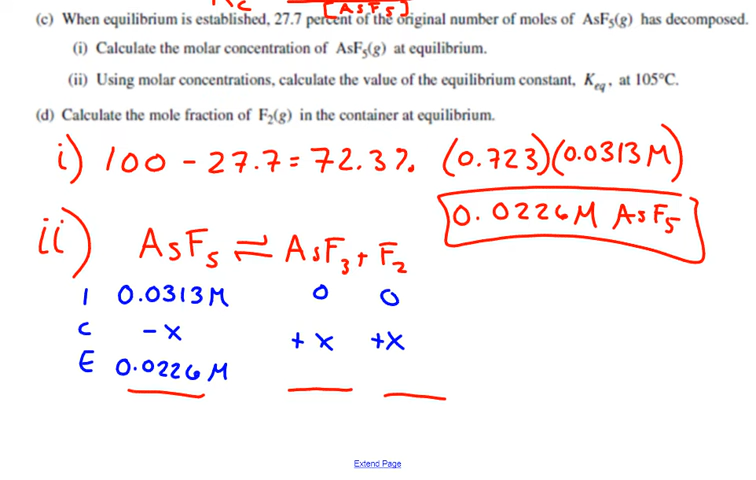 Kc [AsF5]
(c) When equilibrium is established, 27.7 percent of the original number of moles of AsF5(g) has decomposed.
(i) Calculate the molar concentration of AsF5(g) at equilibrium.
(ii) Using molar concentrations, calculate the value of the equilibrium constant, Keq, at 105°C.
(d) Calculate the mole fraction of F2(g) in the container at equilibrium.
i) 100 - 27.7 = 72.3% (0.723)(0.0313 M)
0.0226 M AsF5
ii) AsF5 ⇌ AsF3 + F2
I 0.0313 M 0 0
C - x + x + x
E 0.0226 M
Extend Page